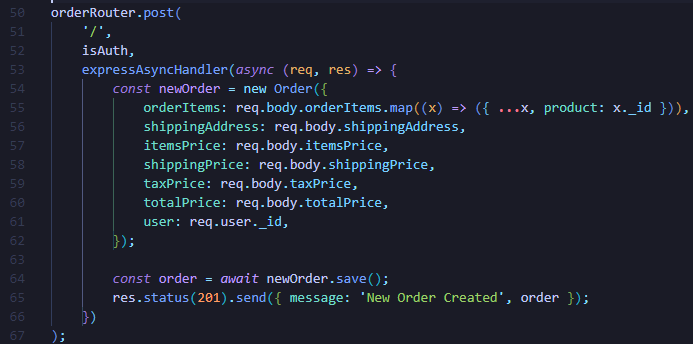 50 orderRouter.post(
51 '/',
52 isAuth,
53 expressAsyncHandler(async (req, res) => {
54 const newOrder = new Order({
55 orderItems: req.body.orderItems.map((x) => ({ ...x, product: x._id })),
56 shippingAddress: req.body.shippingAddress,
57 itemsPrice: req.body.itemsPrice,
58 shippingPrice: req.body.shippingPrice,
59 taxPrice: req.body.taxPrice,
60 totalPrice: req.body.totalPrice,
61 user: req.user._id,
62 });
63
64 const order = await newOrder.save();
65 res.status(201).send({ message: 'New Order Created', order });
66 })
67 );